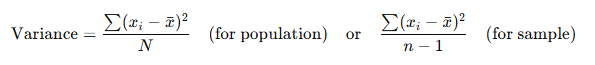 Variance = ∑(xᵢ − x̄)² / N (for population) or ∑(xᵢ − x̄)² / n − 1 (for sample)